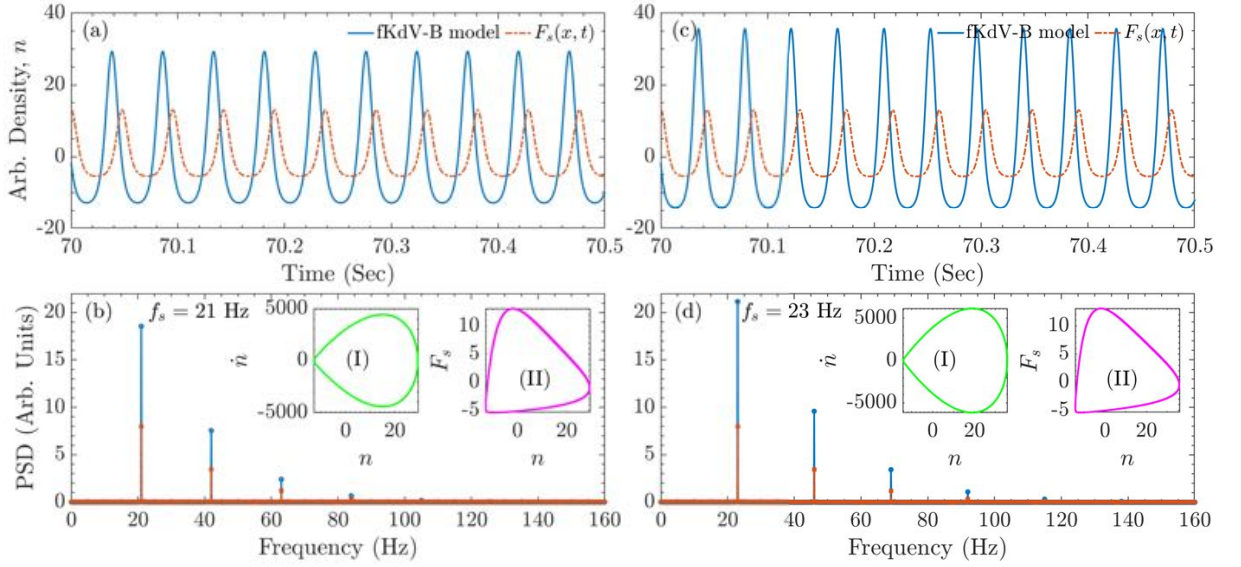 (a) fKdV-B model F_s(x, t)
(c) fKdV-B model F_s(x, t)
Arb. Density, n
40
20
0
-20
70 70.1 70.2 70.3 70.4 70.5
Time (Sec)
40
20
0
-20
70 70.1 70.2 70.3 70.4 70.5
Time (Sec)
(b) f_s = 21 Hz
PSD (Arb. Units)
20
15
10
5
0
0 20 40 60 80 100 120 140 160
Frequency (Hz)
5000
0
-5000
ṅ
(I)
0 20
n
F_s
10
5
0
-5
(II)
0 20
n
(d) f_s = 23 Hz
20
15
10
5
0
0 20 40 60 80 100 120 140 160
Frequency (Hz)
5000
0
-5000
ṅ
(I)
0 20
n
F_s
10
5
0
-5
(II)
0 20
n